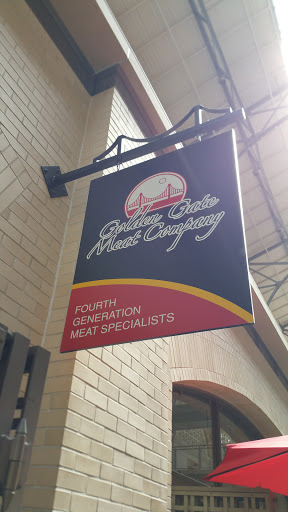 Golden Gate
Meat Company
FOURTH
GENERATION
MEAT SPECIALISTS